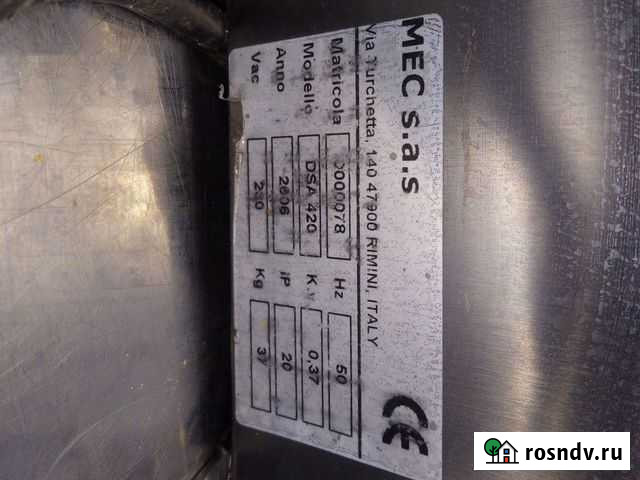 MEC s.a.s
Via Turchetta, 140 47900 RIMINI, ITALY
Matricola 0000078 Hz 50
Modello DSA 420 K.w 0,37
Anno 2006 iP 20
Vac 230 Kg 37
CE
rosndv.ru